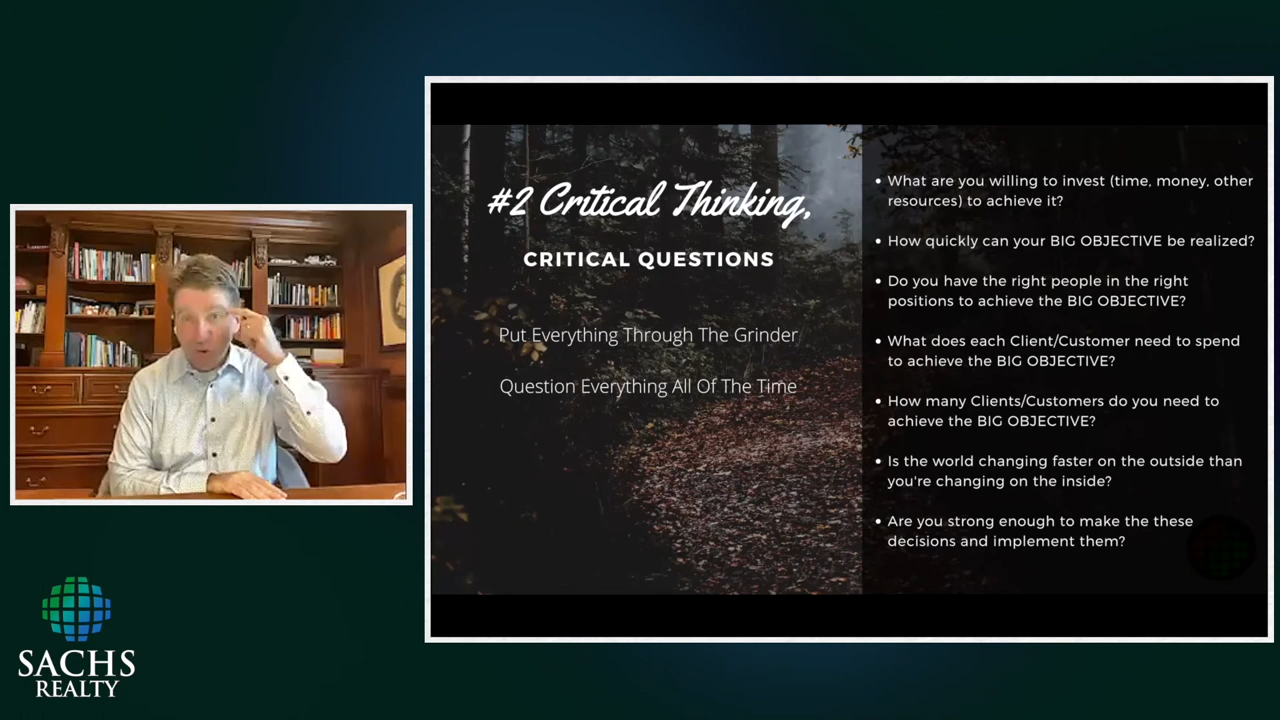 #2 Critical Thinking,
CRITICAL QUESTIONS
Put Everything Through The Grinder
Question Everything All Of The Time
• What are you willing to invest (time, money, other
resources) to achieve it?
• How quickly can your BIG OBJECTIVE be realized?
• Do you have the right people in the right
positions to achieve the BIG OBJECTIVE?
• What does each Client/Customer need to spend
to achieve the BIG OBJECTIVE?
• How many Clients/Customers do you need to
achieve the BIG OBJECTIVE?
• Is the world changing faster on the outside than
you're changing on the inside?
• Are you strong enough to make the these
decisions and implement them?
SACHS
REALTY